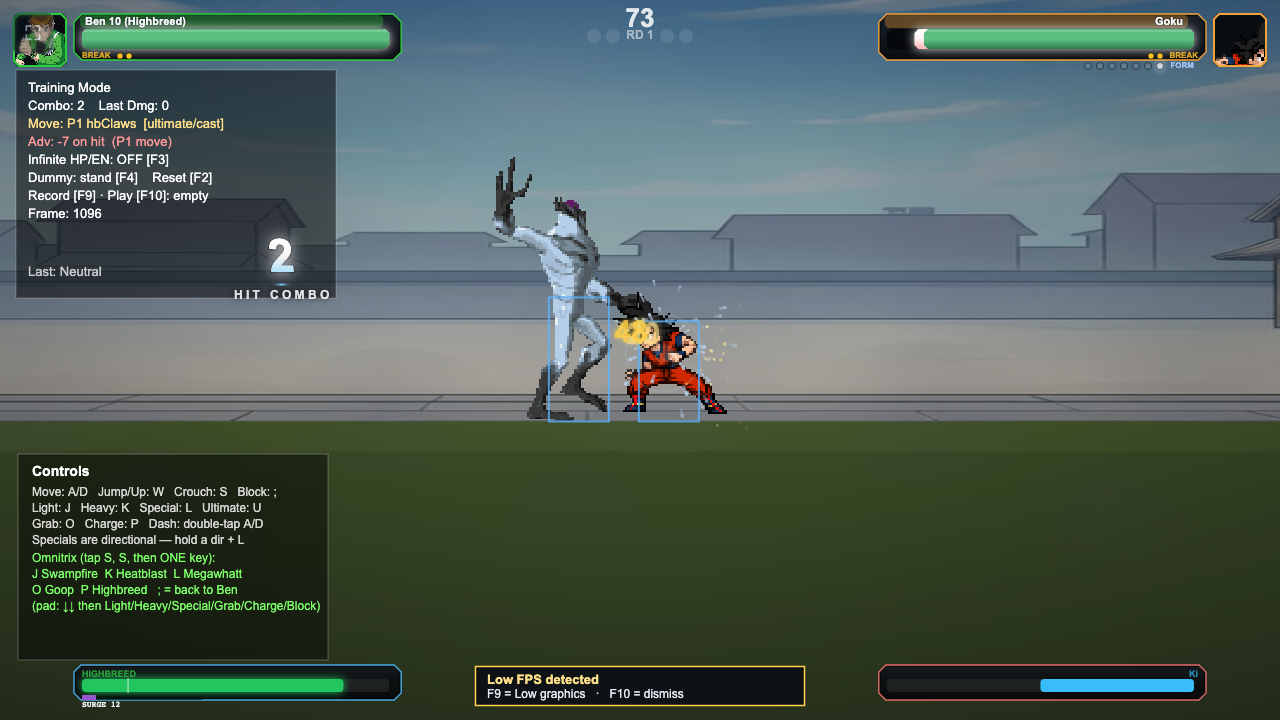 Ben 10 (Highbreed)
BREAK
73
RD 1
Goku
BREAK
FORM
Training Mode
Combo: 2 Last Dmg: 0
Move: P1 hbClaws [ultimate/cast]
Adv: -7 on hit (P1 move)
Infinite HP/EN: OFF [F3]
Dummy: stand [F4] Reset [F2]
Record [F9] · Play [F10]: empty
Frame: 1096
Last: Neutral
2
HIT COMBO
Controls
Move: A/D Jump/Up: W Crouch: S Block: ;
Light: J Heavy: K Special: L Ultimate: U
Grab: O Charge: P Dash: double-tap A/D
Specials are directional — hold a dir + L
Omnitrix (tap S, S, then ONE key):
J Swampfire K Heatblast L Megawhatt
O Goop P Highbreed ; = back to Ben
(pad: ↓↓ then Light/Heavy/Special/Grab/Charge/Block)
HIGHBREED
SURGE 12
Low FPS detected
F9 = Low graphics · F10 = dismiss
Ki